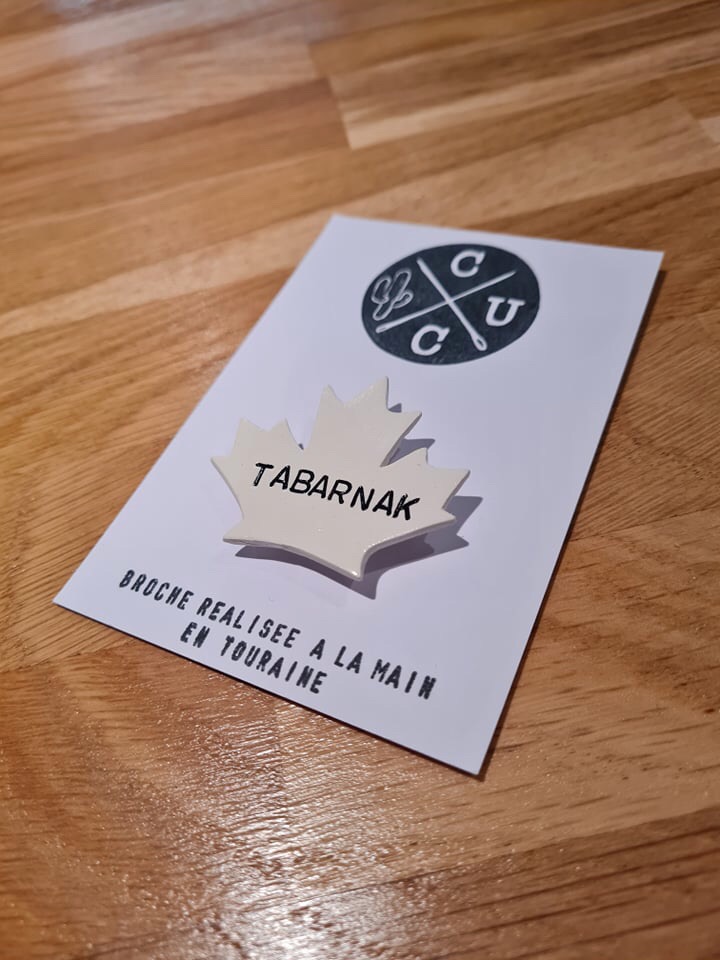 C
U
C
TABARNAK
BROCHE REALISEE A LA MAIN
EN TOURAINE